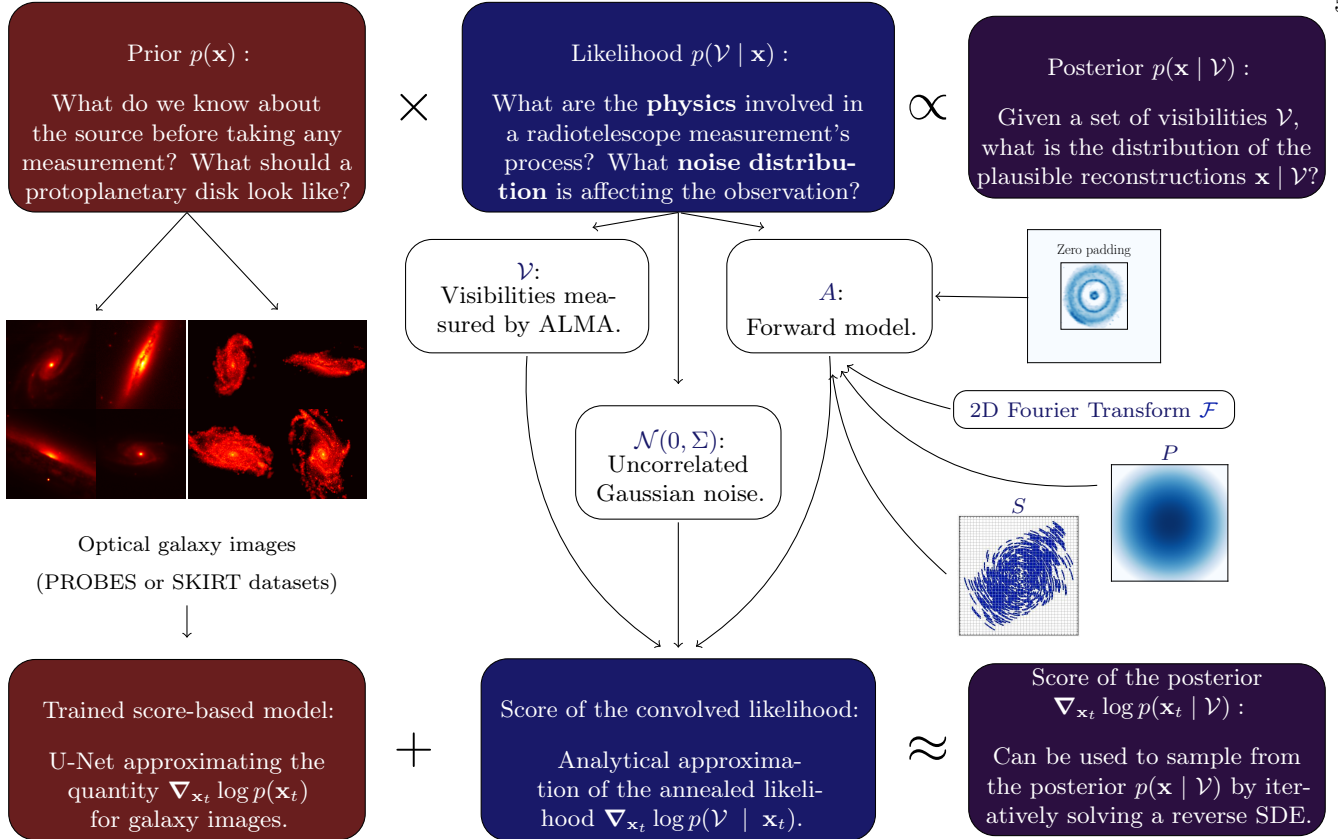 Prior p(x) :
What do we know about
the source before taking any
measurement? What should a
protoplanetary disk look like?
×
Likelihood p(𝒱 | x) :
What are the physics involved in
a radiotelescope measurement's
process? What noise distribu-
tion is affecting the observation?
∝
Posterior p(x | 𝒱) :
Given a set of visibilities 𝒱,
what is the distribution of the
plausible reconstructions x | 𝒱?
𝒱:
Visibilities mea-
sured by ALMA.
A:
Forward model.
Zero padding
2D Fourier Transform ℱ
𝒩(0, Σ):
Uncorrelated
Gaussian noise.
P
S
Optical galaxy images
(PROBES or SKIRT datasets)
Trained score-based model:
U-Net approximating the
quantity ∇ₓₜ log p(xₜ)
for galaxy images.
+
Score of the convolved likelihood:
Analytical approxima-
tion of the annealed likeli-
hood ∇ₓₜ log p(𝒱 | xₜ).
≈
Score of the posterior
∇ₓₜ log p(xₜ | 𝒱) :
Can be used to sample from
the posterior p(x | 𝒱) by iter-
atively solving a reverse SDE.